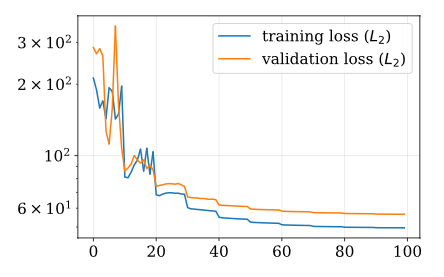 training loss (L₂)
validation loss (L₂)
3 × 10²
2 × 10²
10²
6 × 10¹
0 20 40 60 80 100